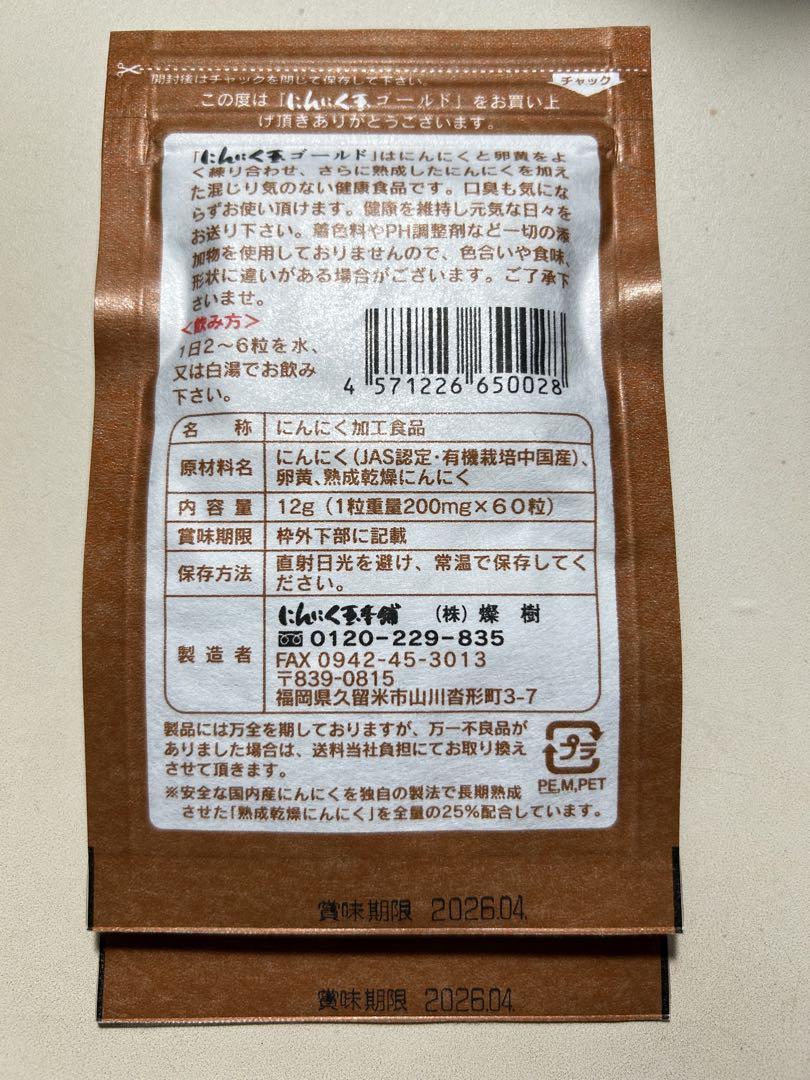 開封後はチャックを閉じて保存して下さい。
チャック
この度は「にんにく玉ゴールド」をお買い上
げ頂きありがとうございます。
「にんにく玉ゴールド」はにんにくと卵黄をよ
く練り合わせ、さらに熟成したにんにくを加え
た混じり気のない健康食品です。口臭も気にな
らずお使い頂けます。健康を維持し元気な日々を
お送り下さい。着色料やPH調整剤など一切の添
加物を使用しておりませんので、色合いや食味、
形状に違いがある場合がございます。ご了承下
さいませ。
<飲み方>
1日2~6粒を水、
又は白湯でお飲み
下さい。
4 571226 650028
名 称 にんにく加工食品
原材料名 にんにく(JAS認定・有機栽培中国産)、
卵黄、熟成乾燥にんにく
内容量 12g(1粒重量200mg×60粒)
賞味期限 枠外下部に記載
保存方法 直射日光を避け、常温で保存してく
ださい。
製造者 にんにく玉本舗 (株)燦樹
0120-229-835
FAX 0942-45-3013
〒839-0815
福岡県久留米市山川沓形町3-7
製品には万全を期しておりますが、万一不良品が
ありました場合は、送料当社負担にてお取り換え
させて頂きます。
プラ
PE,M,PET
※安全な国内産にんにくを独自の製法で長期熟成
させた「熟成乾燥にんにく」を全量の25%配合しています。
賞味期限 2026.04.
賞味期限 2026.04.